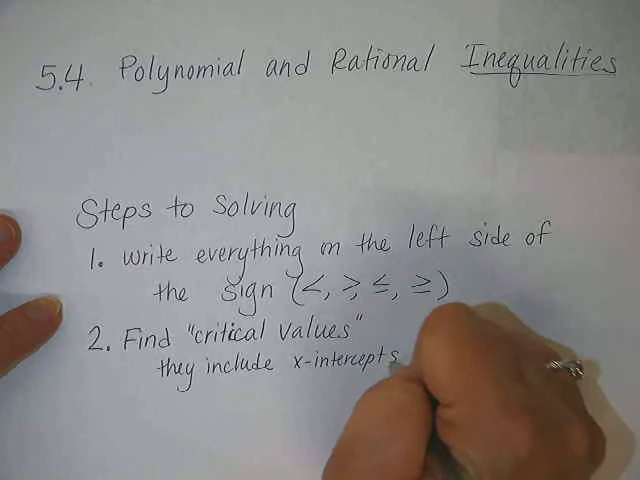 5.4. Polynomial and Rational Inequalities
Steps to Solving
1. Write everything on the left side of
the sign (<, >, ≤, ≥)
2. Find "critical values"
they include x-intercepts